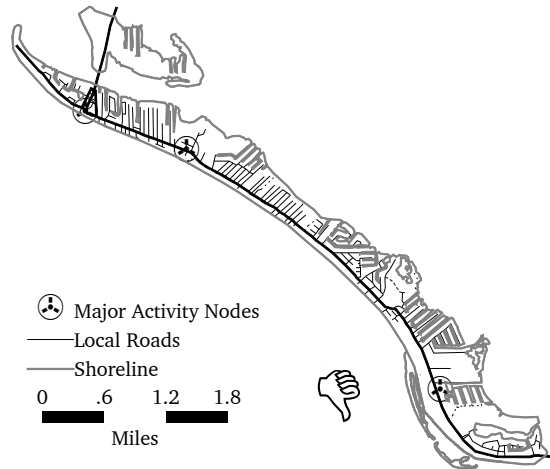 Major Activity Nodes
Local Roads
Shoreline
0 .6 1.2 1.8
Miles